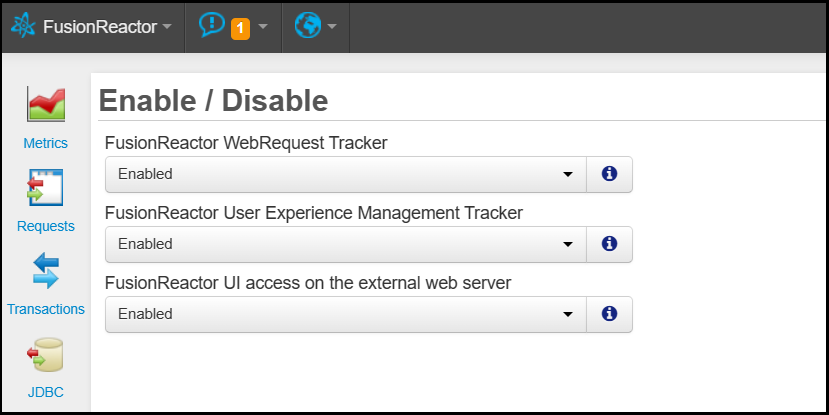 FusionReactor
1
Metrics
Requests
Transactions
JDBC
Enable / Disable
FusionReactor WebRequest Tracker
Enabled
FusionReactor User Experience Management Tracker
Enabled
FusionReactor UI access on the external web server
Enabled